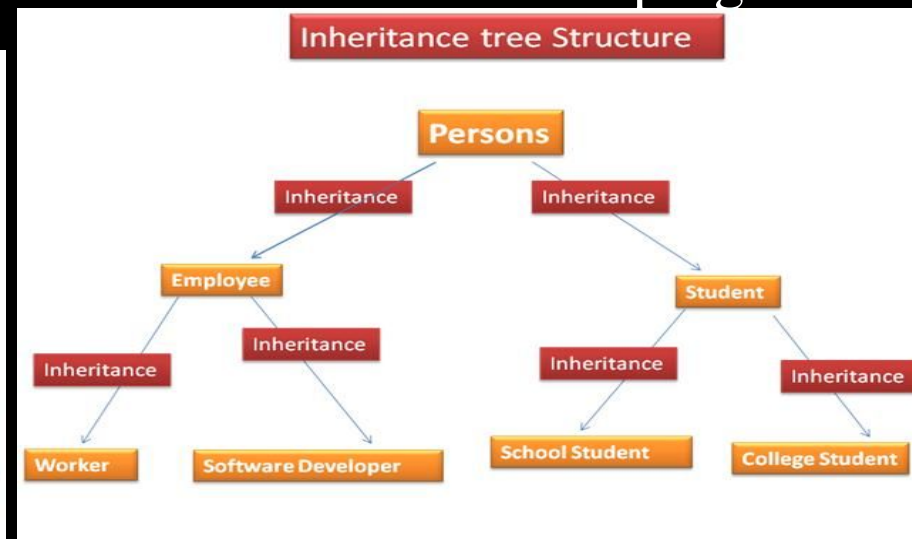 Inheritance tree Structure
Persons
Inheritance
Inheritance
Employee
Student
Inheritance
Inheritance
Inheritance
Inheritance
Worker
Software Developer
School Student
College Student